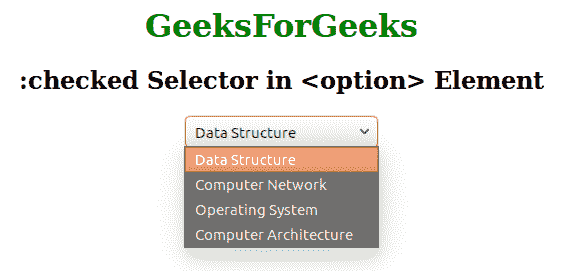 GeeksForGeeks
:checked Selector in <option> Element
Data Structure
Data Structure
Computer Network
Operating System
Computer Architecture